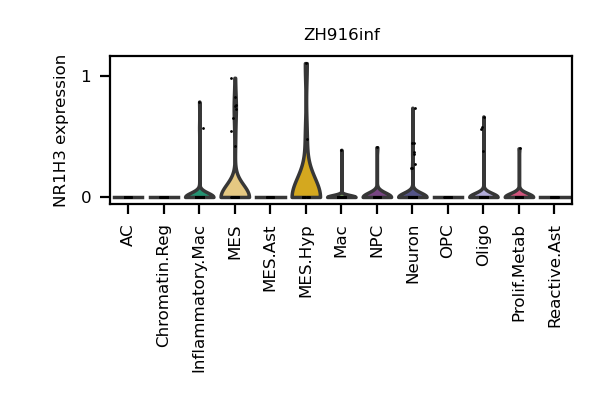 ZH916inf
NR1H3 expression
1
0
AC
Chromatin.Reg
Inflammatory.Mac
MES
MES.Ast
MES.Hyp
Mac
NPC
Neuron
OPC
Oligo
Prolif.Metab
Reactive.Ast